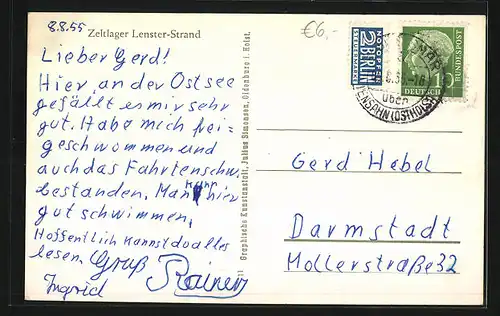 8.8.55
Zeltlager Lenster-Strand
Lieber Gerd!
Hier, an der Ostsee
gefällt es mir sehr
gut. Habe mich frei-
geschwommen und
auch das Fahrtenschw.
bestanden. Man kann hier
gut schwimmen.
Hoffentlich kannst du alles
lesen. Gruß Rainer
Ingrid
Graphische Kunstanstalt, Julius Simonsen, Oldenburg i. Holst.
€6,-
NOTOPFER
2 BERLIN
STEUERMARKE
DEUTSCHE
BUNDESPOST
über
LENSAHN (OSTHOLST)
Gerd Hebel
Darmstadt
Mollerstraße 32